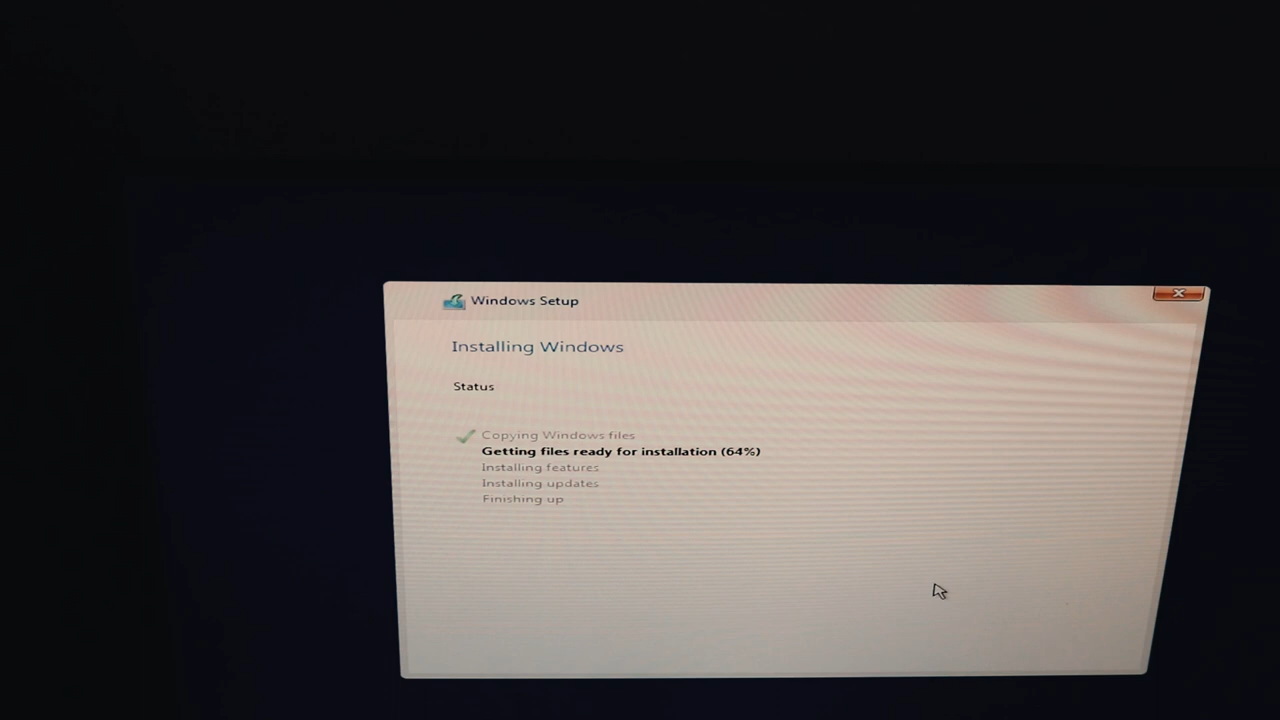 Windows Setup
Installing Windows
Status
Copying Windows files
Getting files ready for installation (64%)
Installing features
Installing updates
Finishing up